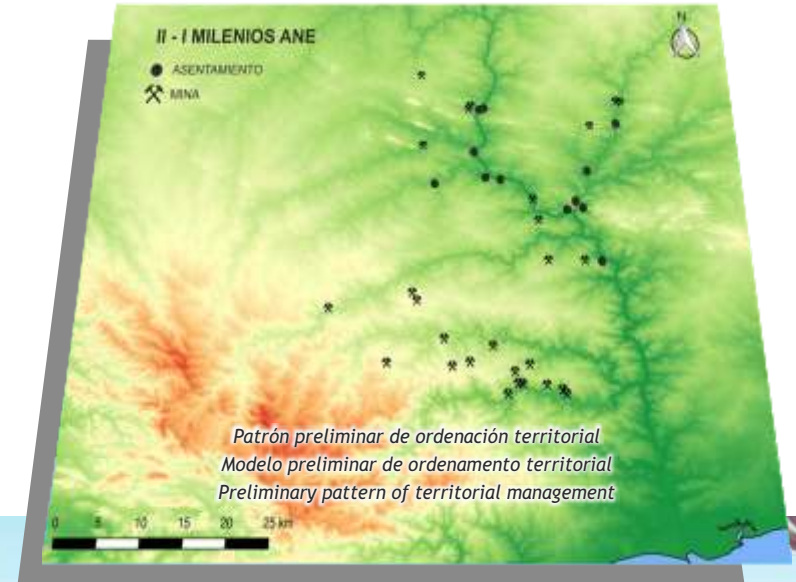 II - I MILENIOS ANE
ASENTAMIENTO
MINA
N
Patrón preliminar de ordenación territorial
Modelo preliminar de ordenamento territorial
Preliminary pattern of territorial management
0 5 10 15 20 25 km